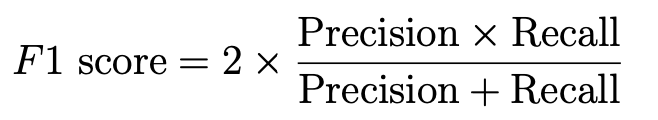 F1 score = 2 × Precision × Recall / Precision + Recall